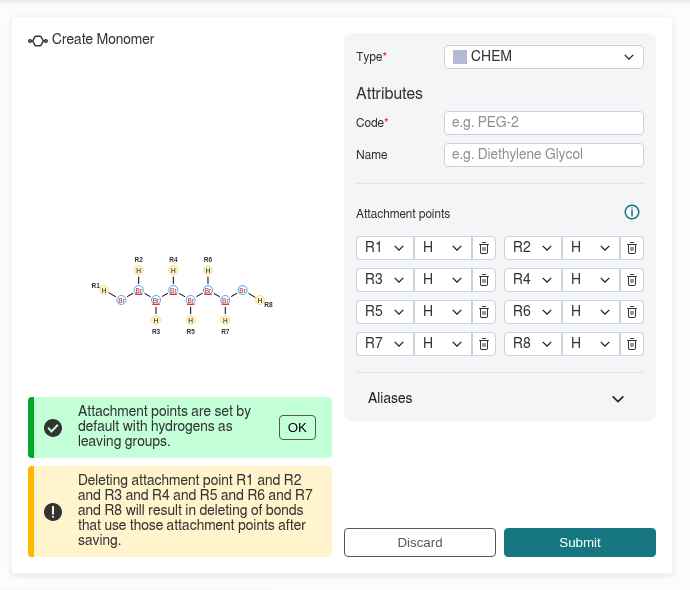 Create Monomer
Type*
CHEM
Attributes
Code*
e.g. PEG-2
Name
e.g. Diethylene Glycol
Attachment points
R1 H R2 H
R3 H R4 H
R5 H R6 H
R7 H R8 H
Aliases
R2 R4 R6
H H H
R1 H Br Br Br Br Br Br Br Br H R8
H H H
R3 R5 R7
Attachment points are set by
default with hydrogens as
leaving groups.
OK
Deleting attachment point R1 and R2
and R3 and R4 and R5 and R6 and R7
and R8 will result in deleting of bonds
that use those attachment points after
saving.
Discard
Submit